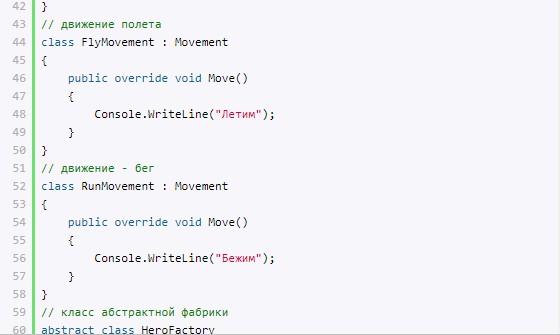 42 }
43 // движение полета
44 class FlyMovement : Movement
45 {
46     public override void Move()
47     {
48         Console.WriteLine("Летим");
49     }
50 }
51 // движение - бег
52 class RunMovement : Movement
53 {
54     public override void Move()
55     {
56         Console.WriteLine("Бежим");
57     }
58 }
59 // класс абстрактной фабрики
60 abstract class HeroFactory